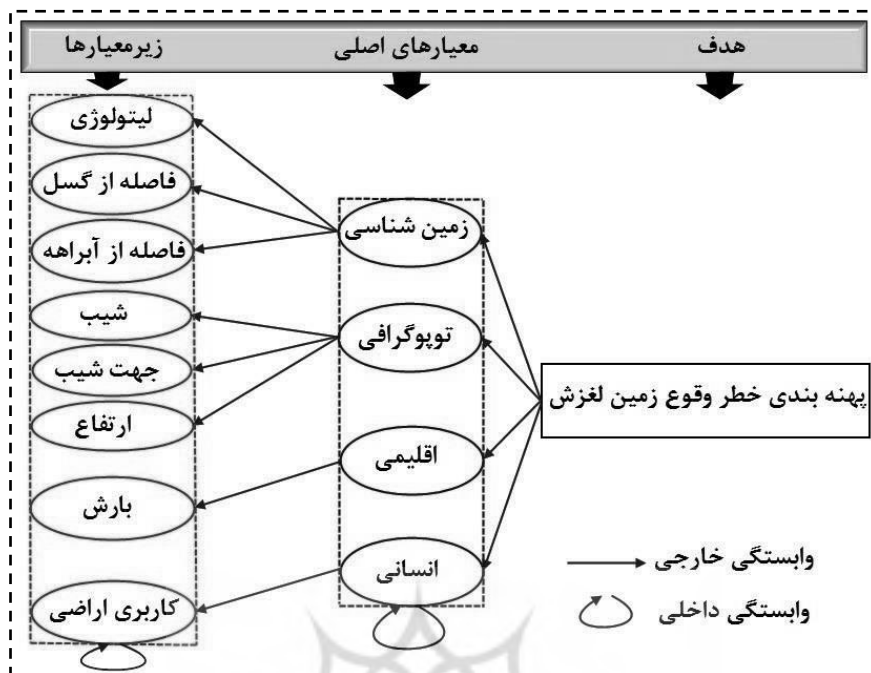 هدف
معیارهای اصلی
زیرمعیارها
پهنه بندی خطر وقوع زمین لغزش
زمین شناسی
توپوگرافی
اقلیمی
انسانی
لیتولوژی
فاصله از گسل
فاصله از آبراهه
شیب
جهت شیب
ارتفاع
بارش
کاربری اراضی
وابستگی خارجی
وابستگی داخلی